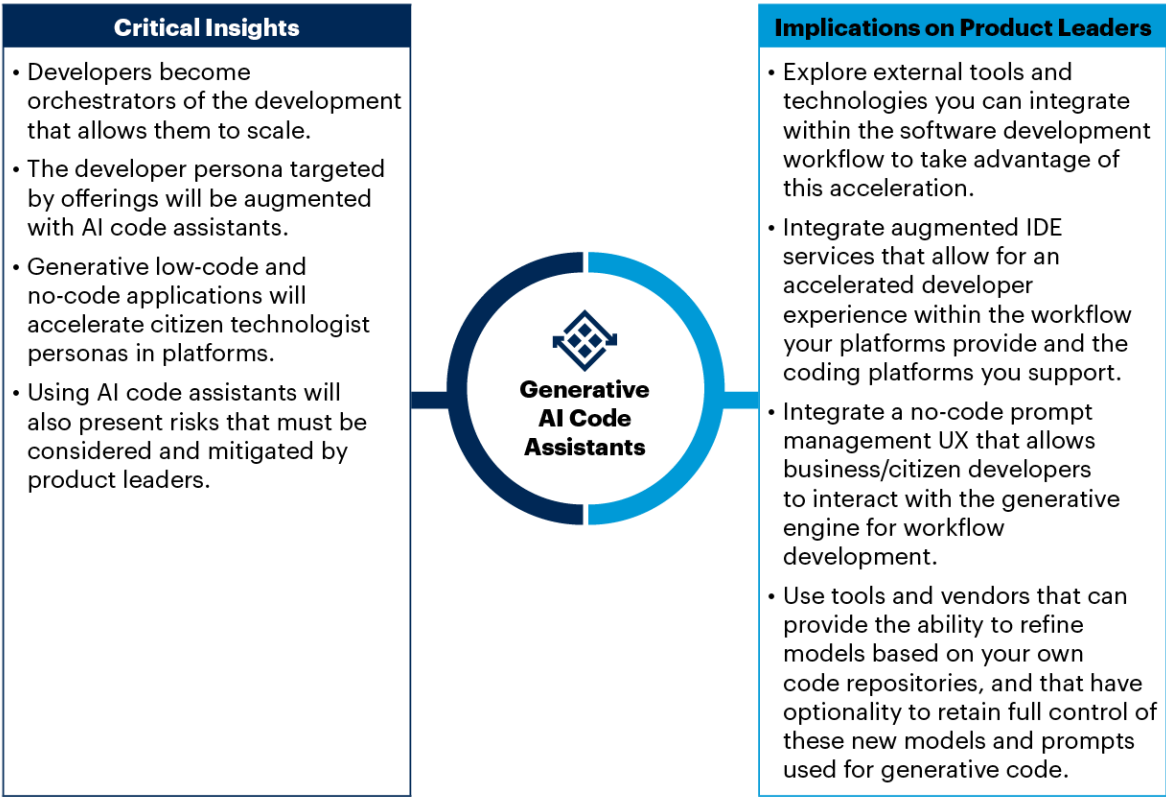 Critical Insights
• Developers become
orchestrators of the development
that allows them to scale.
• The developer persona targeted
by offerings will be augmented
with AI code assistants.
• Generative low-code and
no-code applications will
accelerate citizen technologist
personas in platforms.
• Using AI code assistants will
also present risks that must be
considered and mitigated by
product leaders.
Generative
AI Code
Assistants
Implications on Product Leaders
• Explore external tools and
technologies you can integrate
within the software development
workflow to take advantage of
this acceleration.
• Integrate augmented IDE
services that allow for an
accelerated developer
experience within the workflow
your platforms provide and the
coding platforms you support.
• Integrate a no-code prompt
management UX that allows
business/citizen developers
to interact with the generative
engine for workflow
development.
• Use tools and vendors that can
provide the ability to refine
models based on your own
code repositories, and that have
optionality to retain full control of
these new models and prompts
used for generative code.